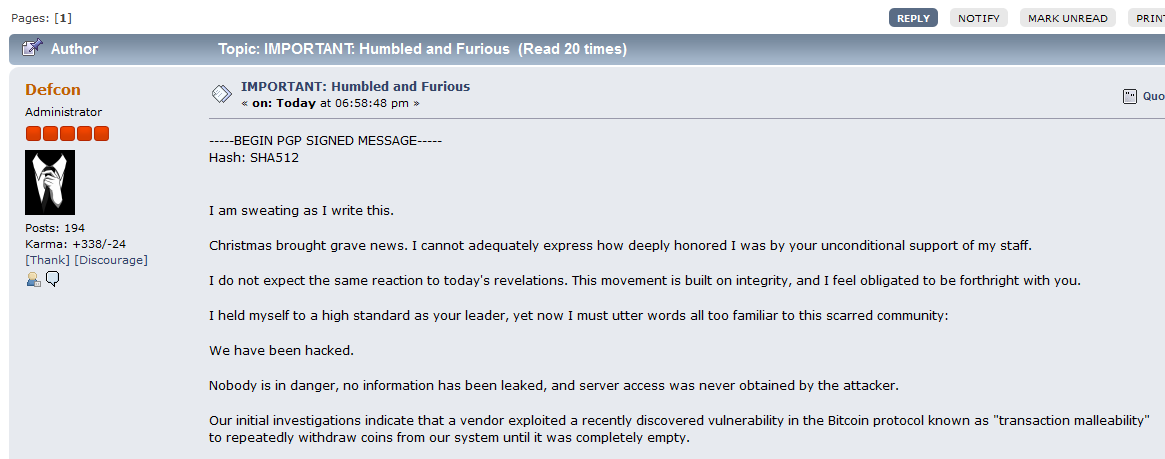 Pages: [1]
REPLY NOTIFY MARK UNREAD
Author Topic: IMPORTANT: Humbled and Furious (Read 20 times)
Defcon
Administrator
Posts: 194
Karma: +338/-24
[Thank] [Discourage]
IMPORTANT: Humbled and Furious
« on: Today at 06:58:48 pm »
-----BEGIN PGP SIGNED MESSAGE-----
Hash: SHA512
I am sweating as I write this.
Christmas brought grave news. I cannot adequately express how deeply honored I was by your unconditional support of my staff.
I do not expect the same reaction to today's revelations. This movement is built on integrity, and I feel obligated to be forthright with you.
I held myself to a high standard as your leader, yet now I must utter words all too familiar to this scarred community:
We have been hacked.
Nobody is in danger, no information has been leaked, and server access was never obtained by the attacker.
Our initial investigations indicate that a vendor exploited a recently discovered vulnerability in the Bitcoin protocol known as "transaction malleability"
to repeatedly withdraw coins from our system until it was completely empty.